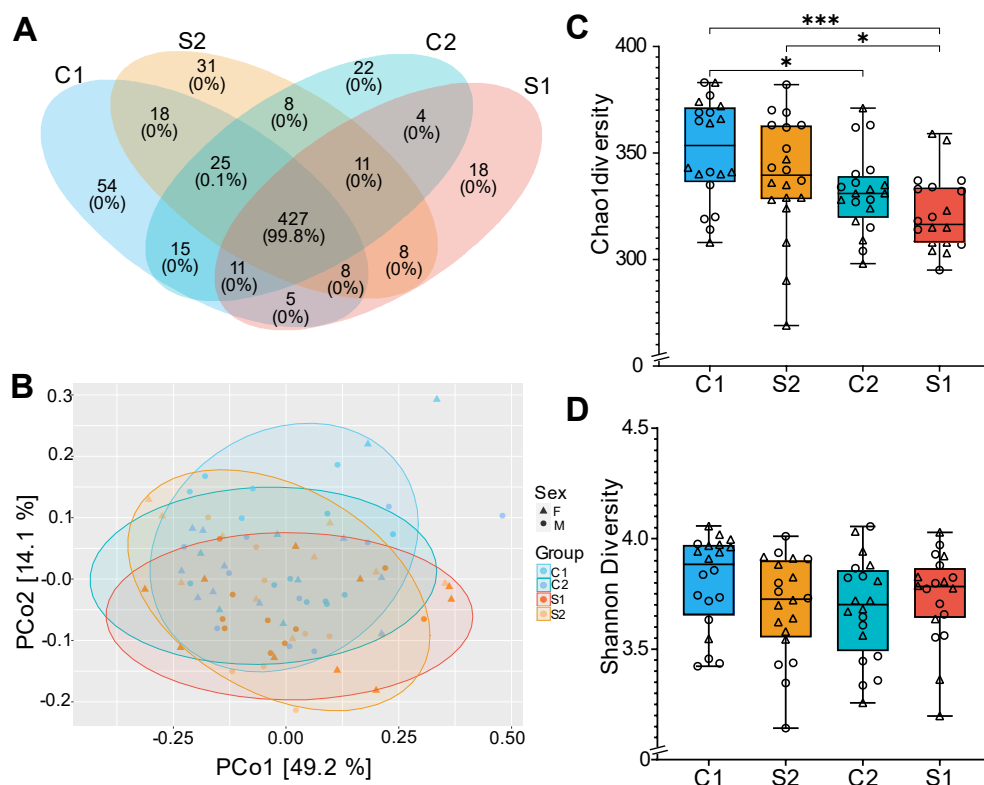 A
C1
S2
C2
S1
31
(0%)
22
(0%)
18
(0%)
8
(0%)
4
(0%)
54
(0%)
25
(0.1%)
11
(0%)
18
(0%)
427
(99.8%)
15
(0%)
11
(0%)
8
(0%)
8
(0%)
5
(0%)
B
0.3
0.2
0.1
-0.0
-0.1
-0.2
PCo2 [14.1 %]
-0.25
0.00
0.25
0.50
PCo1 [49.2 %]
Sex
F
M
Group
C1
C2
S1
S2
C
***
*
*
400
350
300
0
Chao1diversity
C1
S2
C2
S1
D
4.5
4.0
3.5
0
Shannon Diversity
C1
S2
C2
S1